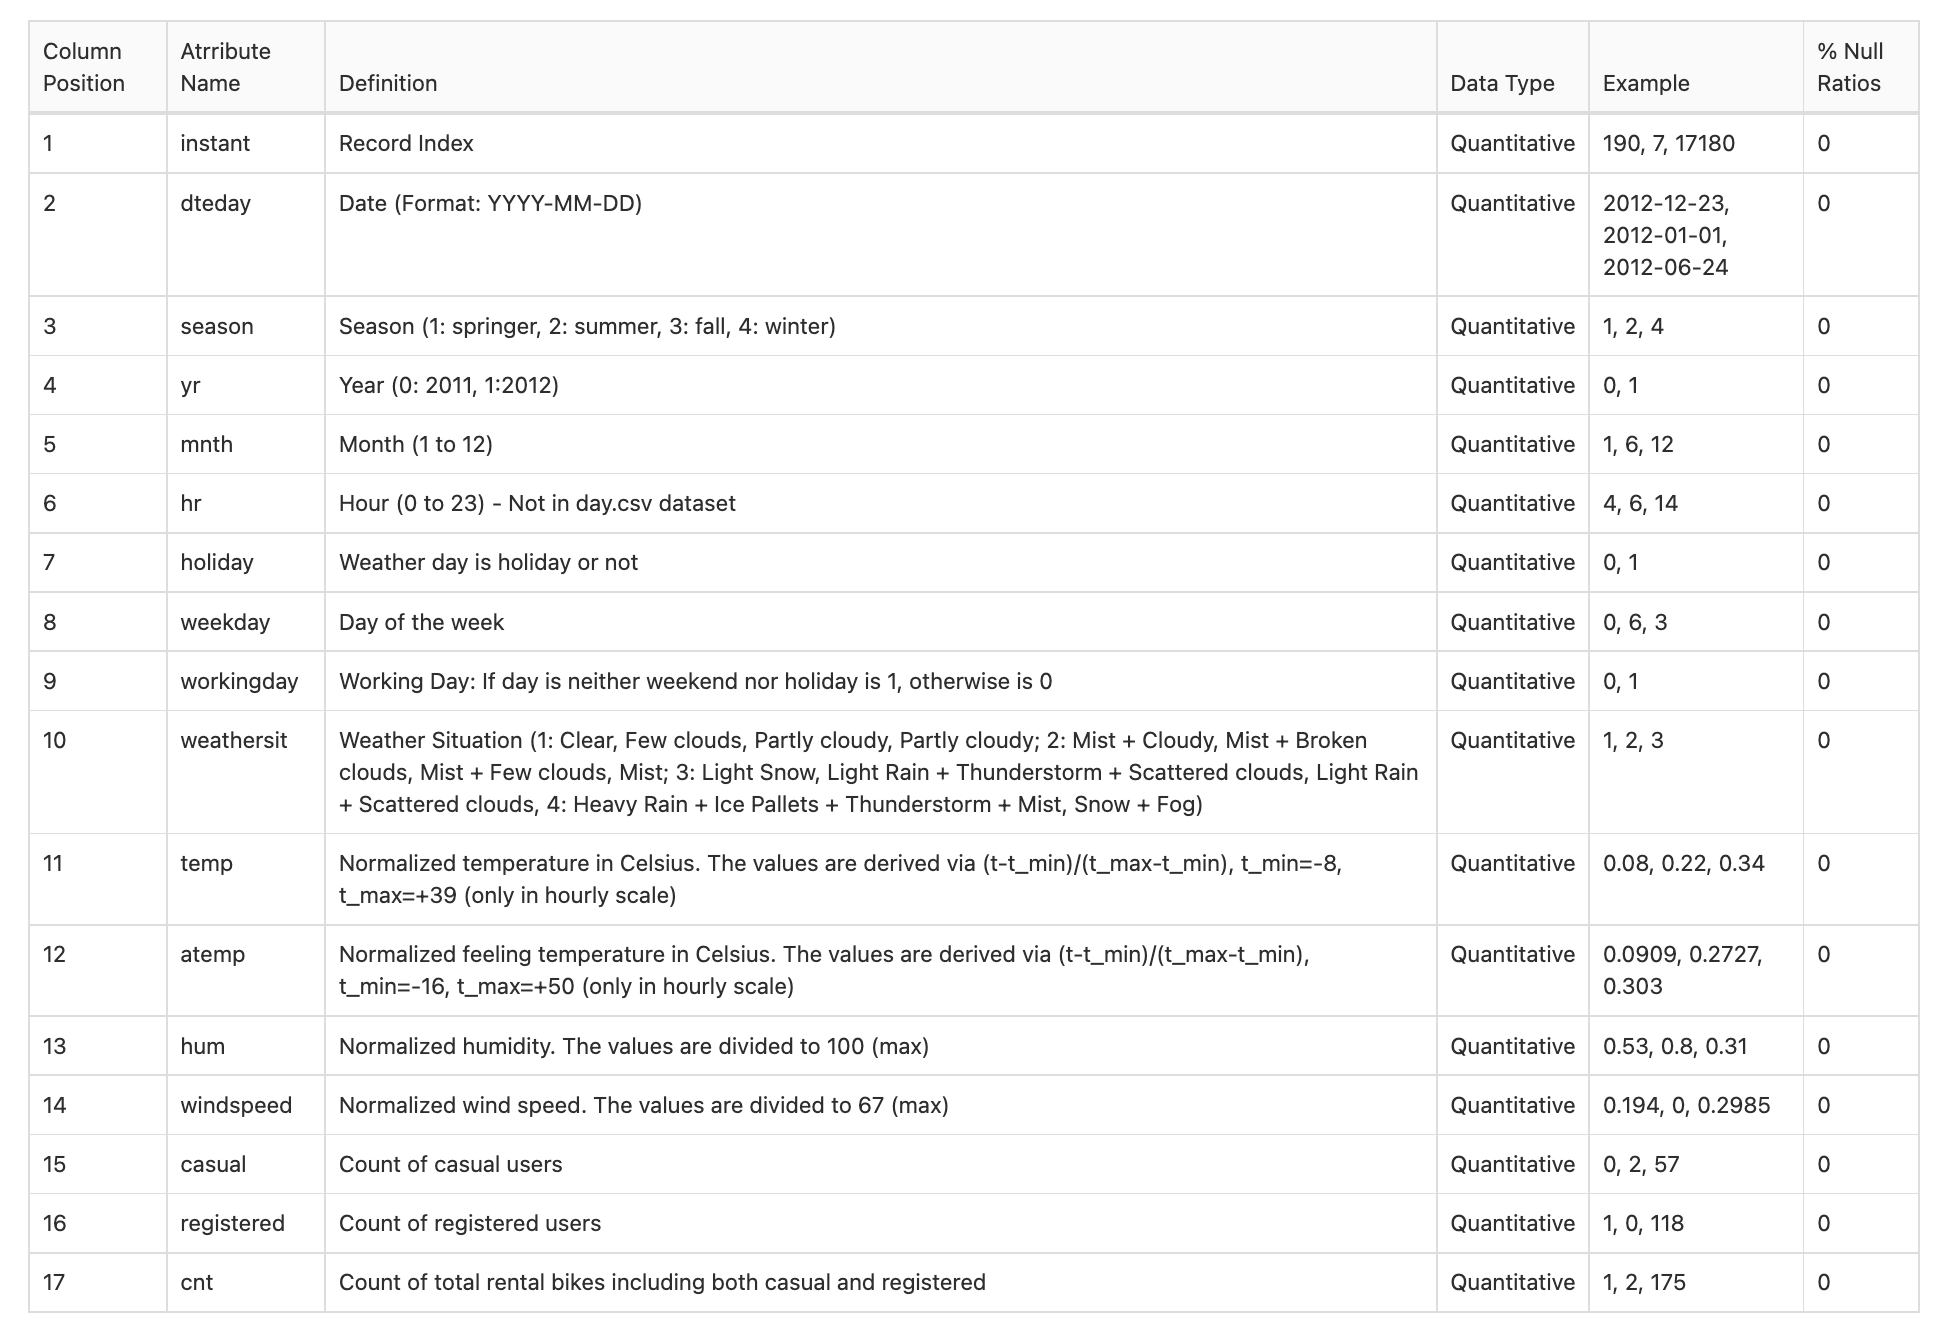 Column Position Atrribute Name Definition Data Type Example % Null Ratios
1 instant Record Index Quantitative 190, 7, 17180 0
2 dteday Date (Format: YYYY-MM-DD) Quantitative 2012-12-23, 0
2012-01-01,
2012-06-24
3 season Season (1: springer, 2: summer, 3: fall, 4: winter) Quantitative 1, 2, 4 0
4 yr Year (0: 2011, 1:2012) Quantitative 0, 1 0
5 mnth Month (1 to 12) Quantitative 1, 6, 12 0
6 hr Hour (0 to 23) - Not in day.csv dataset Quantitative 4, 6, 14 0
7 holiday Weather day is holiday or not Quantitative 0, 1 0
8 weekday Day of the week Quantitative 0, 6, 3 0
9 workingday Working Day: If day is neither weekend nor holiday is 1, otherwise is 0 Quantitative 0, 1 0
10 weathersit Weather Situation (1: Clear, Few clouds, Partly cloudy, Partly cloudy; 2: Mist + Cloudy, Mist + Broken Quantitative 1, 2, 3 0
clouds, Mist + Few clouds, Mist; 3: Light Snow, Light Rain + Thunderstorm + Scattered clouds, Light Rain
+ Scattered clouds, 4: Heavy Rain + Ice Pallets + Thunderstorm + Mist, Snow + Fog)
11 temp Normalized temperature in Celsius. The values are derived via (t-t_min)/(t_max-t_min), t_min=-8, Quantitative 0.08, 0.22, 0.34 0
t_max=+39 (only in hourly scale)
12 atemp Normalized feeling temperature in Celsius. The values are derived via (t-t_min)/(t_max-t_min), Quantitative 0.0909, 0.2727, 0
t_min=-16, t_max=+50 (only in hourly scale) 0.303
13 hum Normalized humidity. The values are divided to 100 (max) Quantitative 0.53, 0.8, 0.31 0
14 windspeed Normalized wind speed. The values are divided to 67 (max) Quantitative 0.194, 0, 0.2985 0
15 casual Count of casual users Quantitative 0, 2, 57 0
16 registered Count of registered users Quantitative 1, 0, 118 0
17 cnt Count of total rental bikes including both casual and registered Quantitative 1, 2, 175 0